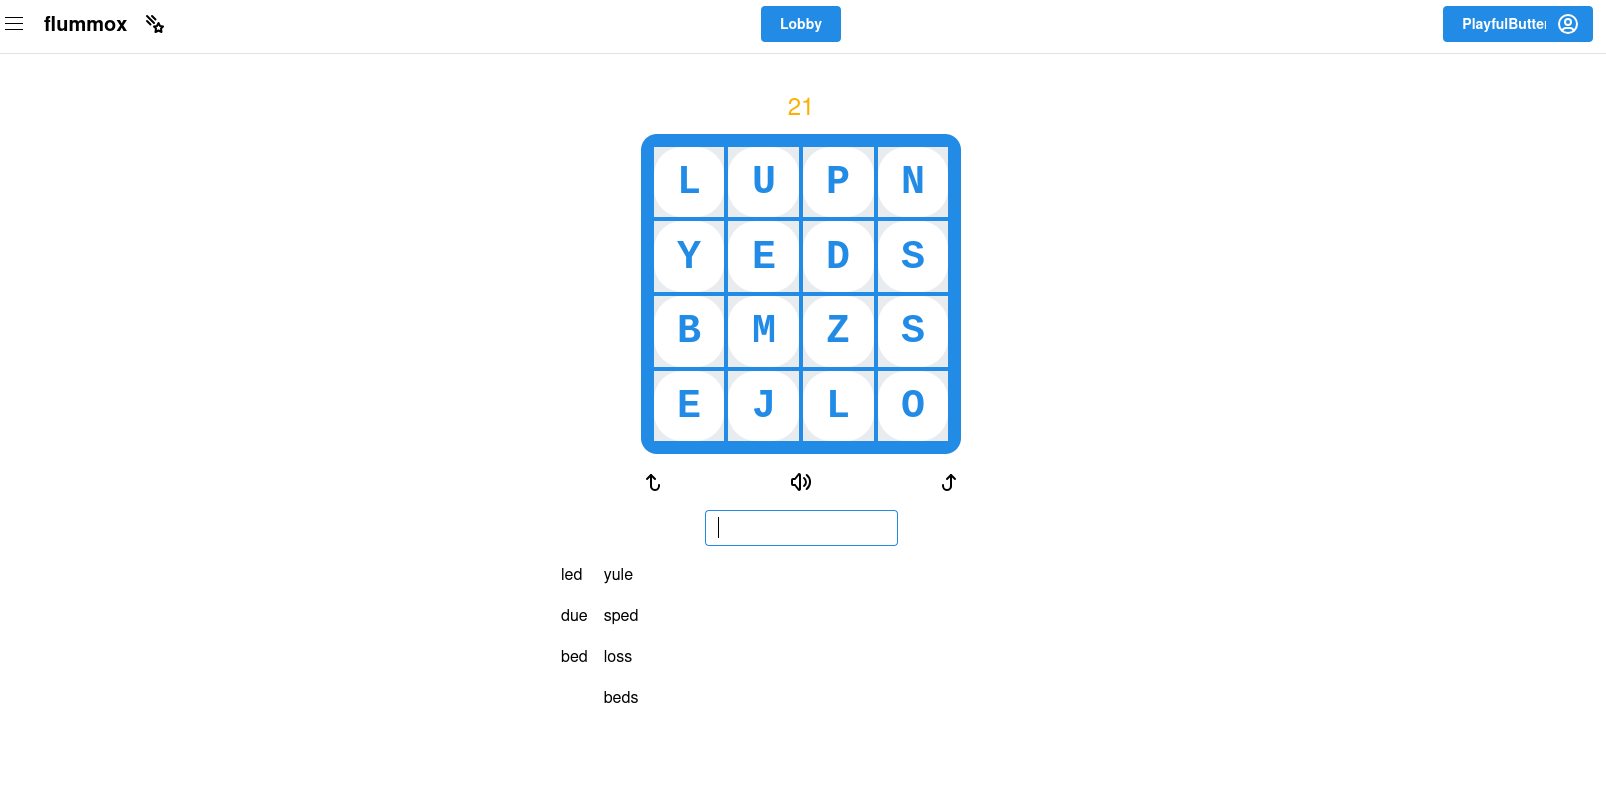 flummox
Lobby
PlayfulButte
21
L U P N
Y E D S
B M Z S
E J L O
led yule
due sped
bed loss
beds